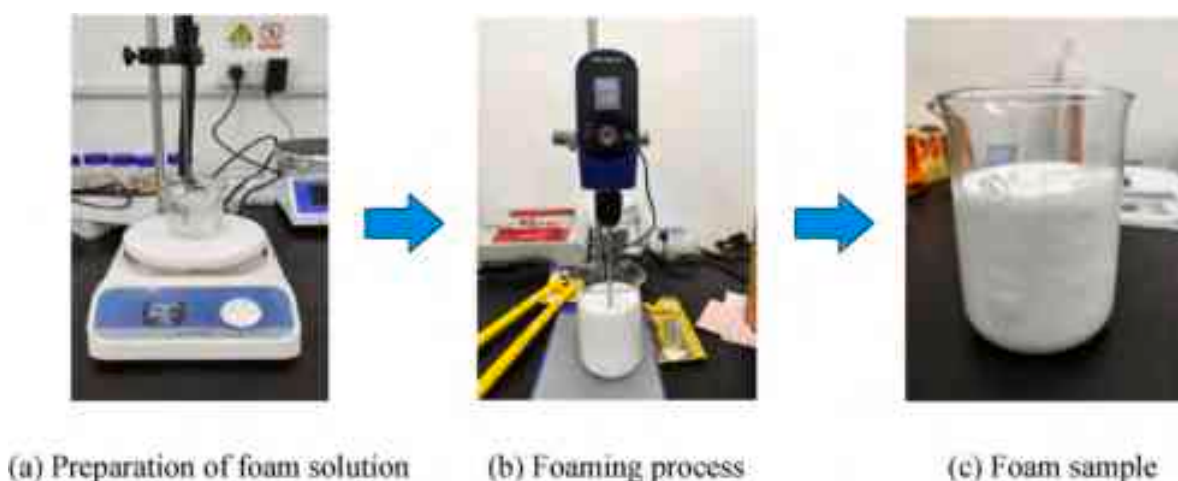 (a) Preparation of foam solution
(b) Foaming process
(c) Foam sample